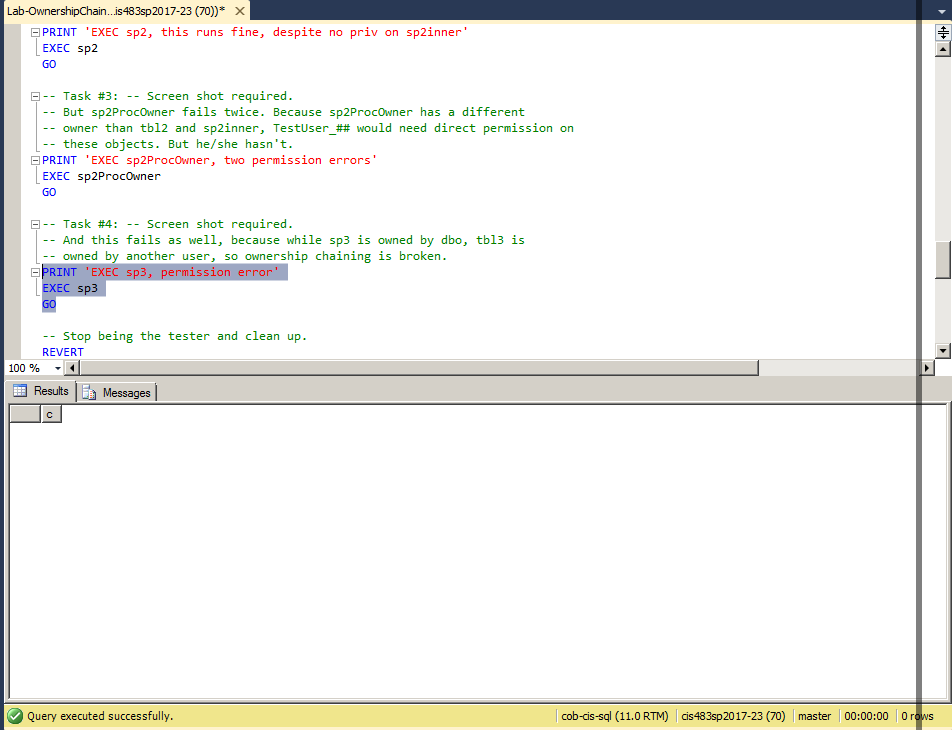 Lab-OwnershipChain...is483sp2017-23 (70))*
PRINT 'EXEC sp2, this runs fine, despite no priv on sp2inner'
EXEC sp2
GO
-- Task #3: -- Screen shot required.
-- But sp2ProcOwner fails twice. Because sp2ProcOwner has a different
-- owner than tbl2 and sp2inner, TestUser_## would need direct permission on
-- these objects. But he/she hasn't.
PRINT 'EXEC sp2ProcOwner, two permission errors'
EXEC sp2ProcOwner
GO
-- Task #4: -- Screen shot required.
-- And this fails as well, because while sp3 is owned by dbo, tbl3 is
-- owned by another user, so ownership chaining is broken.
PRINT 'EXEC sp3, permission error'
EXEC sp3
GO
-- Stop being the tester and clean up.
REVERT
100 %
Results Messages
c
Query executed successfully. cob-cis-sql (11.0 RTM) cis483sp2017-23 (70) master 00:00:00 0 rows